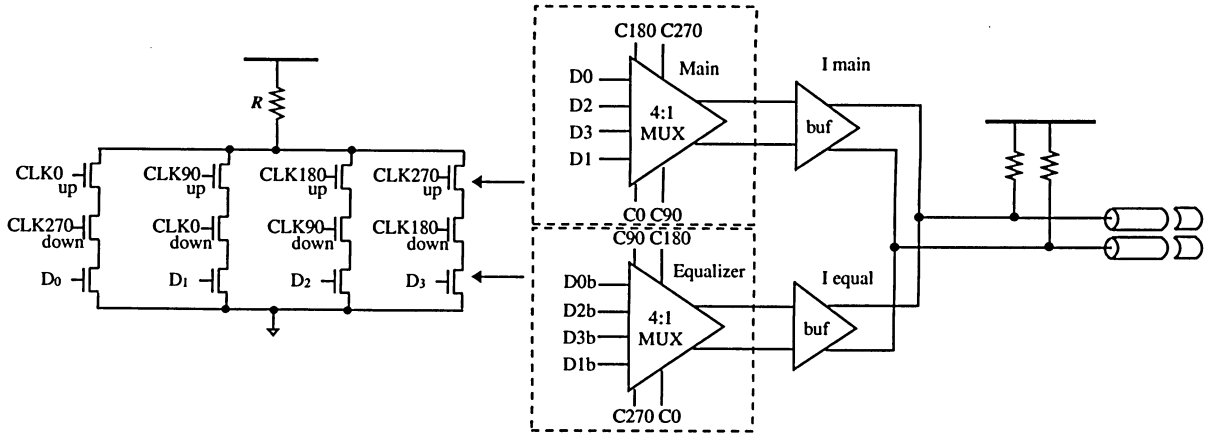 R
CLK0
up
CLK90
up
CLK180
up
CLK270
up
CLK270
down
CLK0
down
CLK90
down
CLK180
down
D0
D1
D2
D3
C180 C270
Main
D0
D2
D3
D1
4:1
MUX
C0 C90
I main
buf
C90 C180
Equalizer
D0b
D2b
D3b
D1b
4:1
MUX
C270 C0
I equal
buf